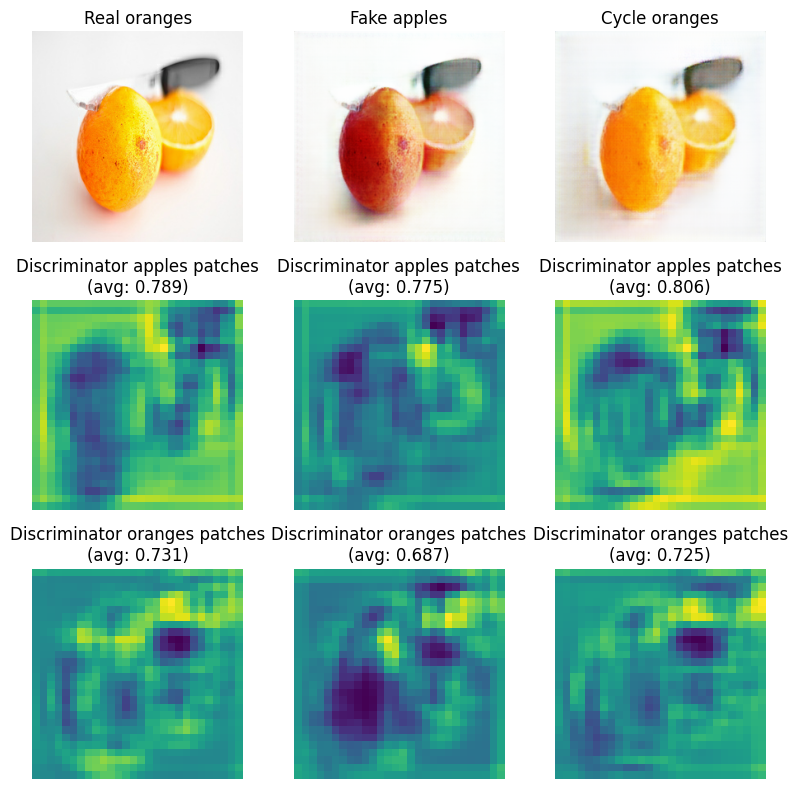 Real oranges
Fake apples
Cycle oranges
Discriminator apples patches
(avg: 0.789)
Discriminator apples patches
(avg: 0.775)
Discriminator apples patches
(avg: 0.806)
Discriminator oranges patches
(avg: 0.731)
Discriminator oranges patches
(avg: 0.687)
Discriminator oranges patches
(avg: 0.725)